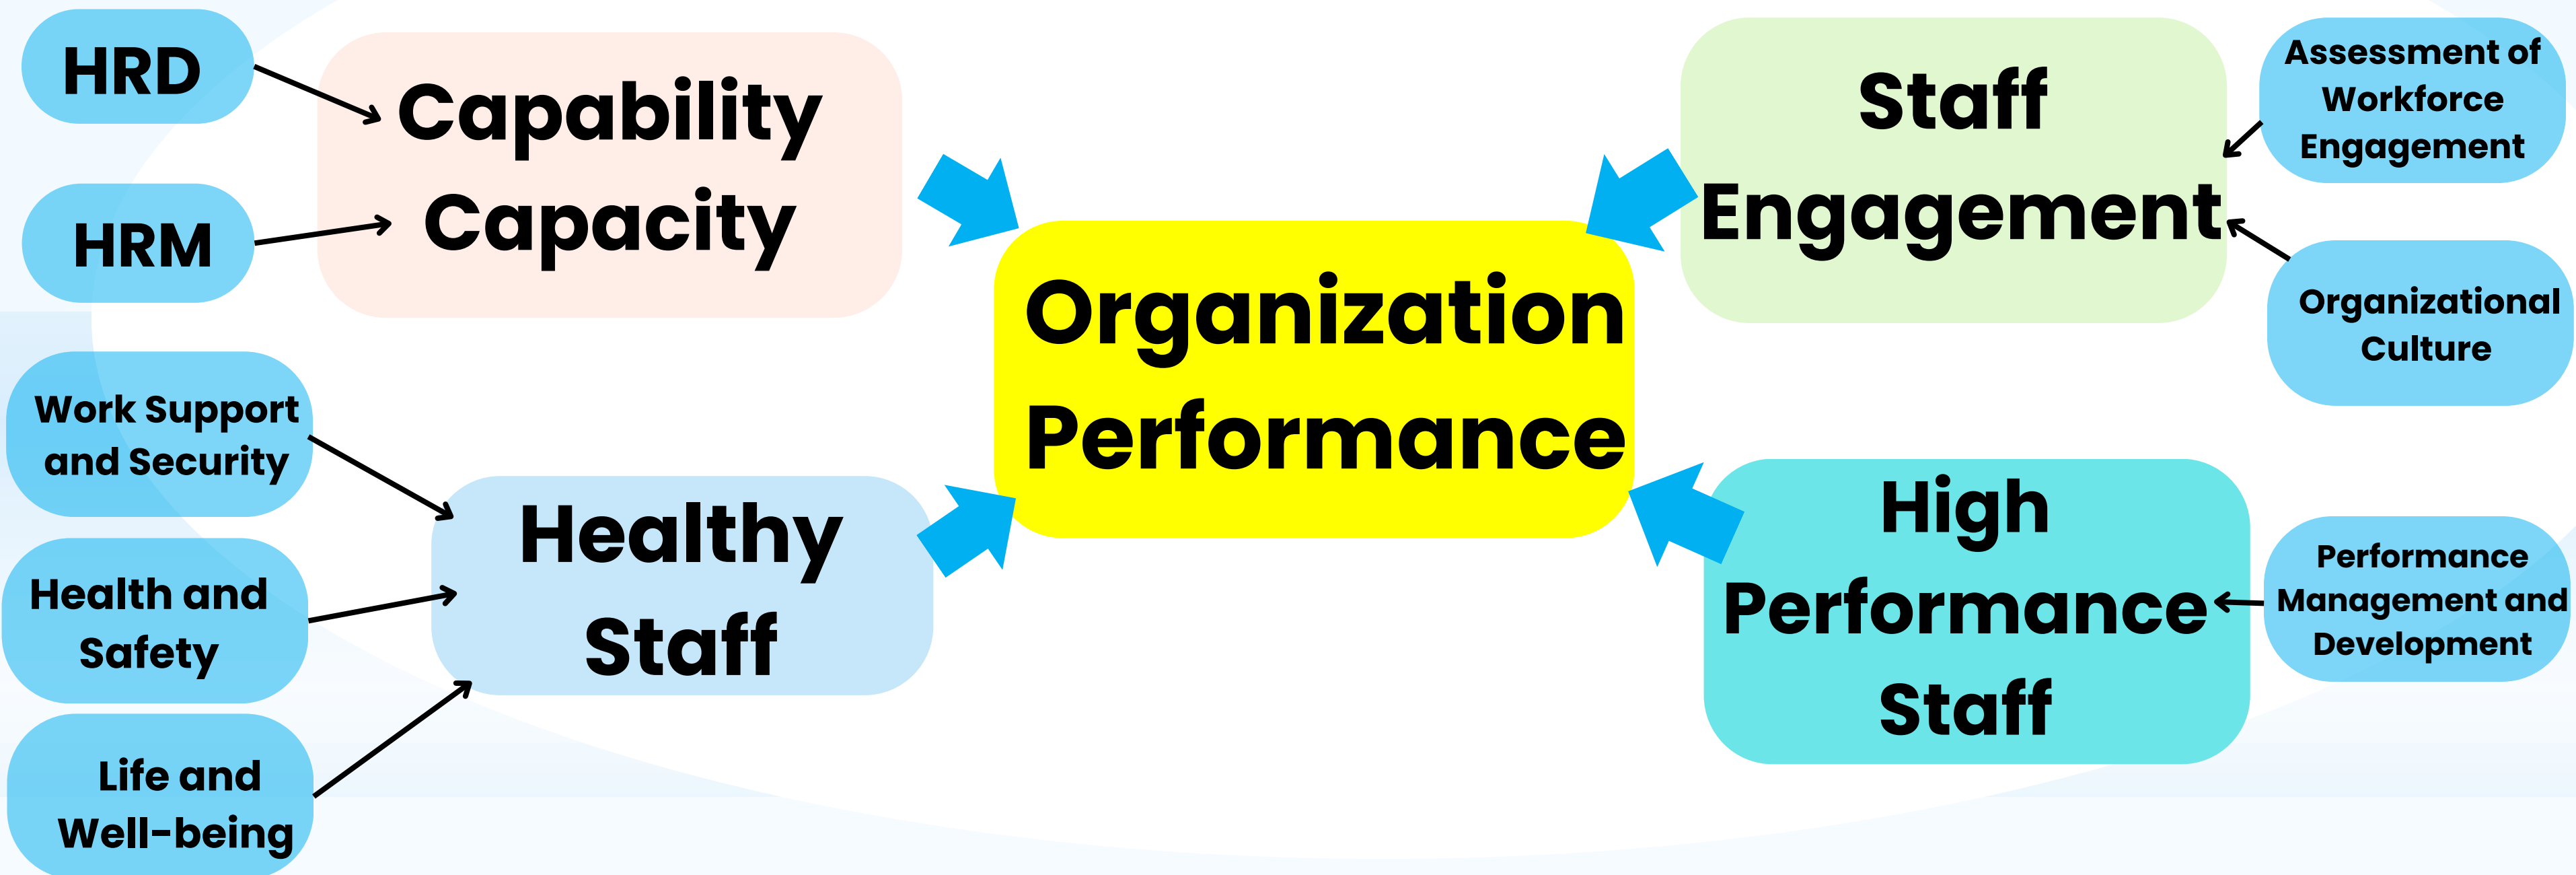 HRD
HRM
Capability
Capacity
Work Support
and Security
Health and
Safety
Life and
Well-being
Healthy
Staff
Organization
Performance
Staff
Engagement
Assessment of
Workforce
Engagement
Organizational
Culture
High
Performance
Staff
Performance
Management and
Development